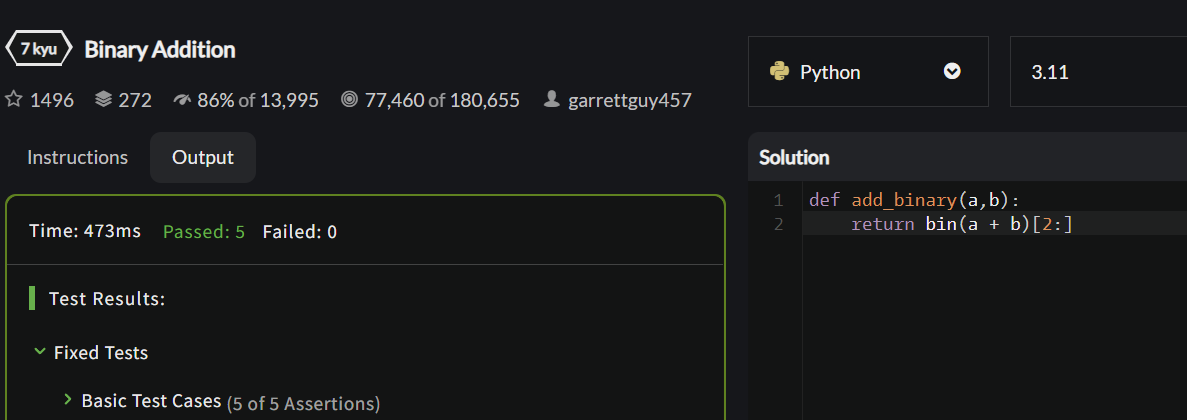 7 kyu Binary Addition
1496 272 86% of 13,995 77,460 of 180,655 garrettguy457
Instructions Output
Time: 473ms Passed: 5 Failed: 0
Test Results:
Fixed Tests
Basic Test Cases (5 of 5 Assertions)
Python 3.11
Solution
1 def add_binary(a,b):
2     return bin(a + b)[2:]